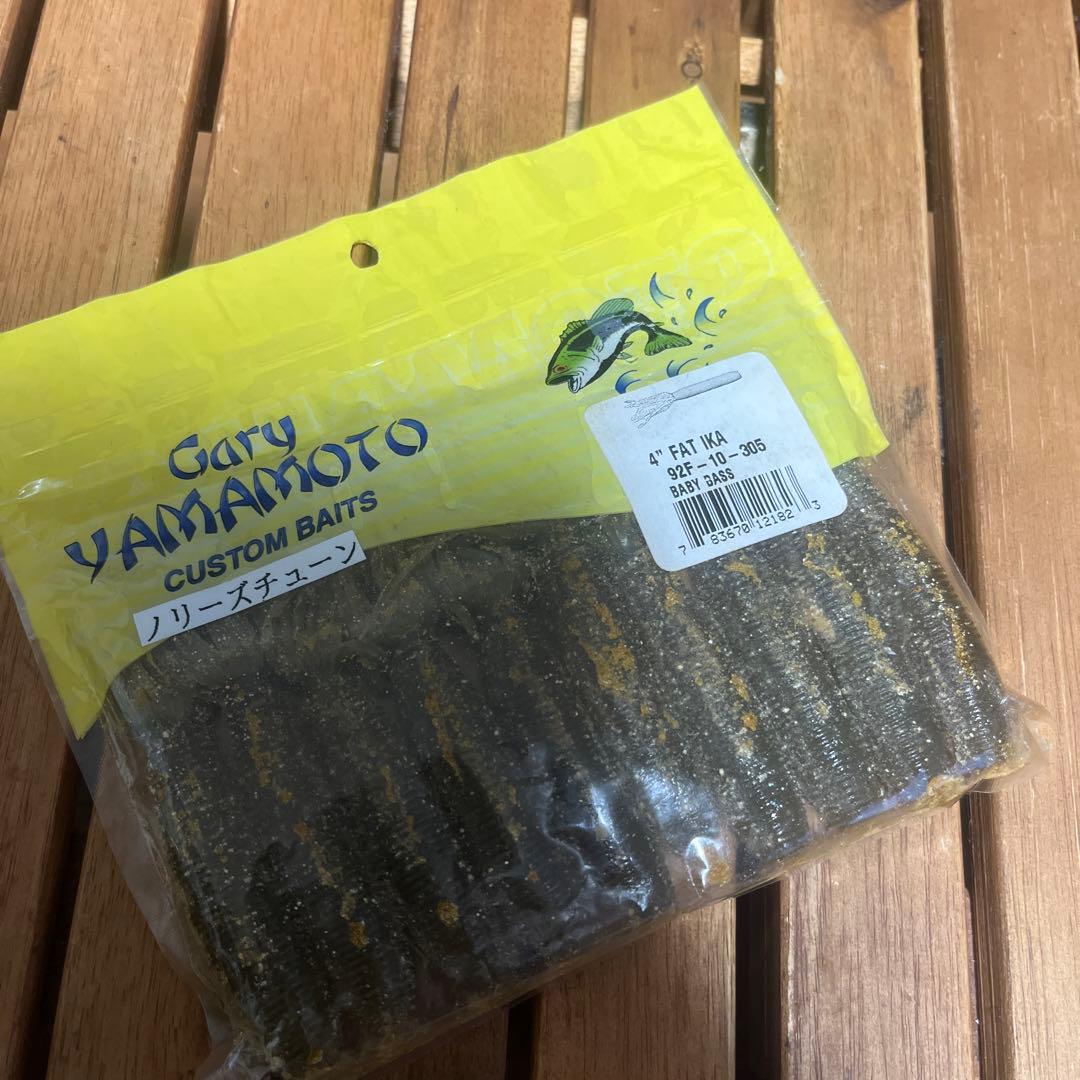 Gary
YAMAMOTO
CUSTOM BAITS
ノリーズチューン
4" FAT IKA
92F-10-305
BABY BASS
7 83670 12182 3